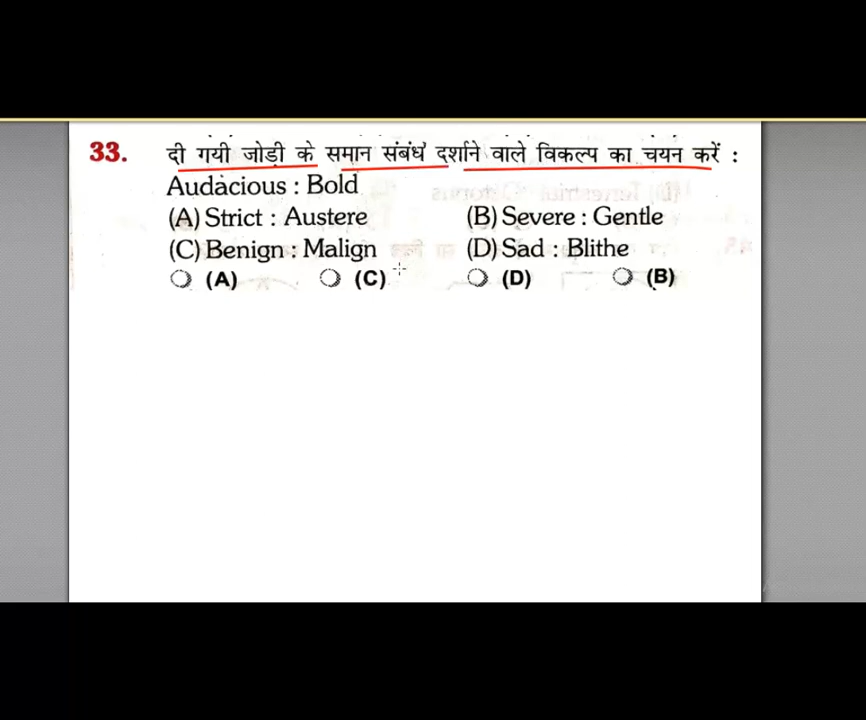 33. दी गयी जोड़ी के समान संबंध दर्शाने वाले विकल्प का चयन करें :
Audacious : Bold
(A) Strict : Austere (B) Severe : Gentle
(C) Benign : Malign (D) Sad : Blithe
(A) (C) (D) (B)